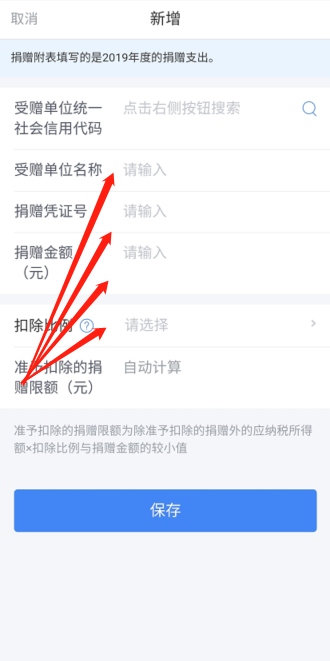 取消
新增
捐赠附表填写的是2019年度的捐赠支出。
受赠单位统一
社会信用代码
点击右侧按钮搜索
受赠单位名称
请输入
捐赠凭证号
请输入
捐赠金额
（元）
请输入
扣除比例
请选择
准予扣除的捐
赠限额（元）
自动计算
准予扣除的捐赠限额为除准予扣除的捐赠外的应纳税所得
额×扣除比例与捐赠金额的较小值
保存